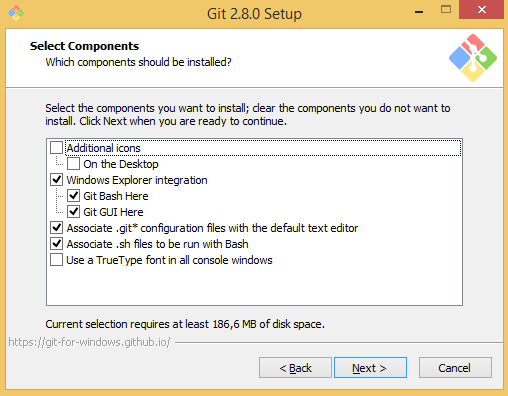 Git 2.8.0 Setup
Select Components
Which components should be installed?
Select the components you want to install; clear the components you do not want to
install. Click Next when you are ready to continue.
Additional icons
On the Desktop
Windows Explorer integration
Git Bash Here
Git GUI Here
Associate .git* configuration files with the default text editor
Associate .sh files to be run with Bash
Use a TrueType font in all console windows
Current selection requires at least 186,6 MB of disk space.
https://git-for-windows.github.io/
< Back
Next >
Cancel